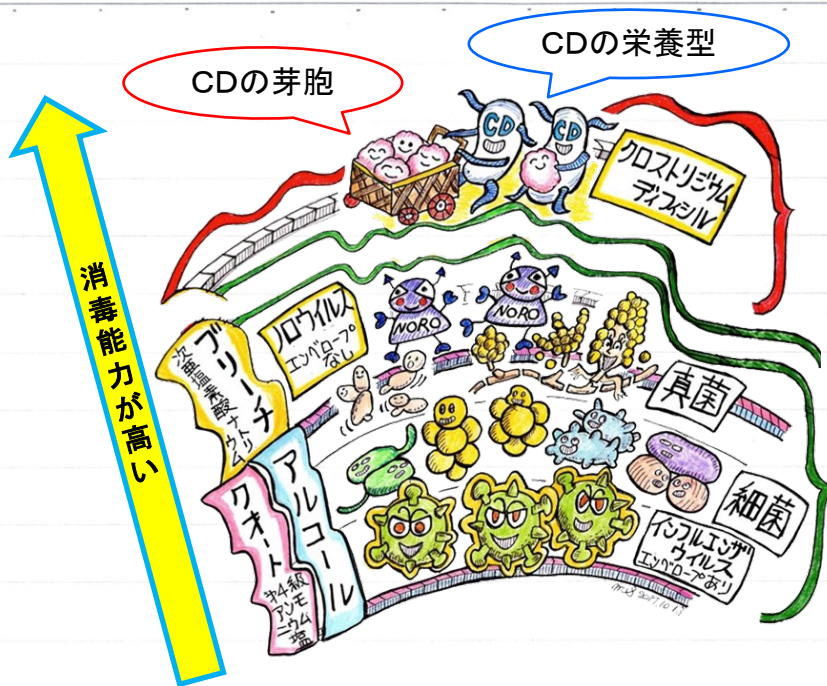 CDの芽胞
CDの栄養型
CD
CD
クロストリジウム
ディフィシル
消毒能力が高い
ノロウイルス
エンベロープ
なし
NORO
NORO
ブリーチ
次亜塩素酸ナトリウム
真菌
アルコール
クオット
第4級
アンモ
ニウム
塩
細菌
インフルエンザ
ウイルス
エンベロープあり